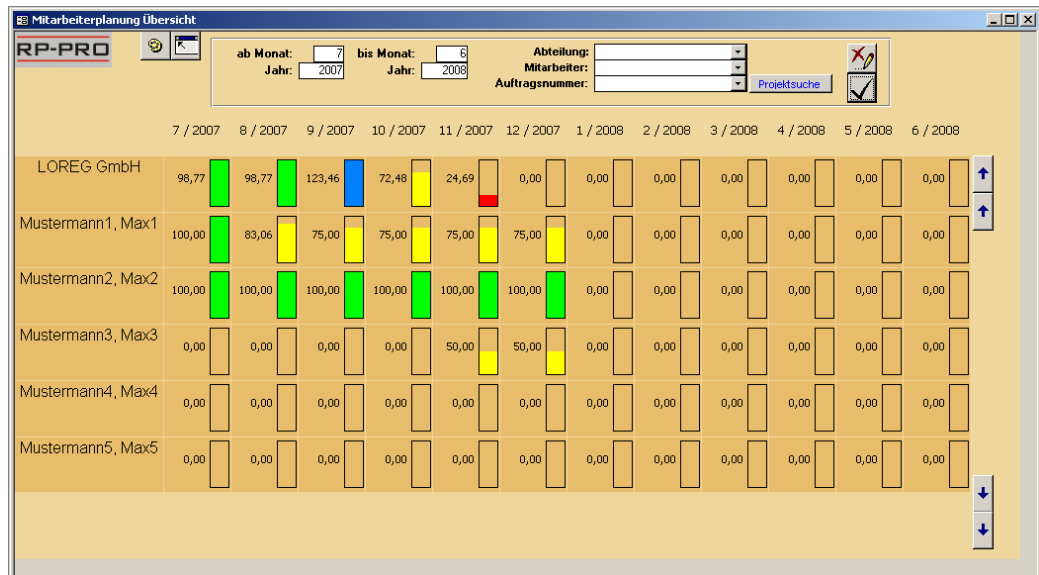 Mitarbeiterplanung Übersicht
RP-PRO
ab Monat: 7 bis Monat: 6 Abteilung:
Jahr: 2007 Jahr: 2008 Mitarbeiter:
Auftragsnummer: Projektsuche
7 / 2007 8 / 2007 9 / 2007 10 / 2007 11 / 2007 12 / 2007 1 / 2008 2 / 2008 3 / 2008 4 / 2008 5 / 2008 6 / 2008
LOREG GmbH 98,77 98,77 123,46 72,48 24,69 0,00 0,00 0,00 0,00 0,00 0,00 0,00
Mustermann1, Max1 100,00 83,06 75,00 75,00 75,00 75,00 0,00 0,00 0,00 0,00 0,00 0,00
Mustermann2, Max2 100,00 100,00 100,00 100,00 100,00 100,00 0,00 0,00 0,00 0,00 0,00 0,00
Mustermann3, Max3 0,00 0,00 0,00 0,00 50,00 50,00 0,00 0,00 0,00 0,00 0,00 0,00
Mustermann4, Max4 0,00 0,00 0,00 0,00 0,00 0,00 0,00 0,00 0,00 0,00 0,00 0,00
Mustermann5, Max5 0,00 0,00 0,00 0,00 0,00 0,00 0,00 0,00 0,00 0,00 0,00 0,00